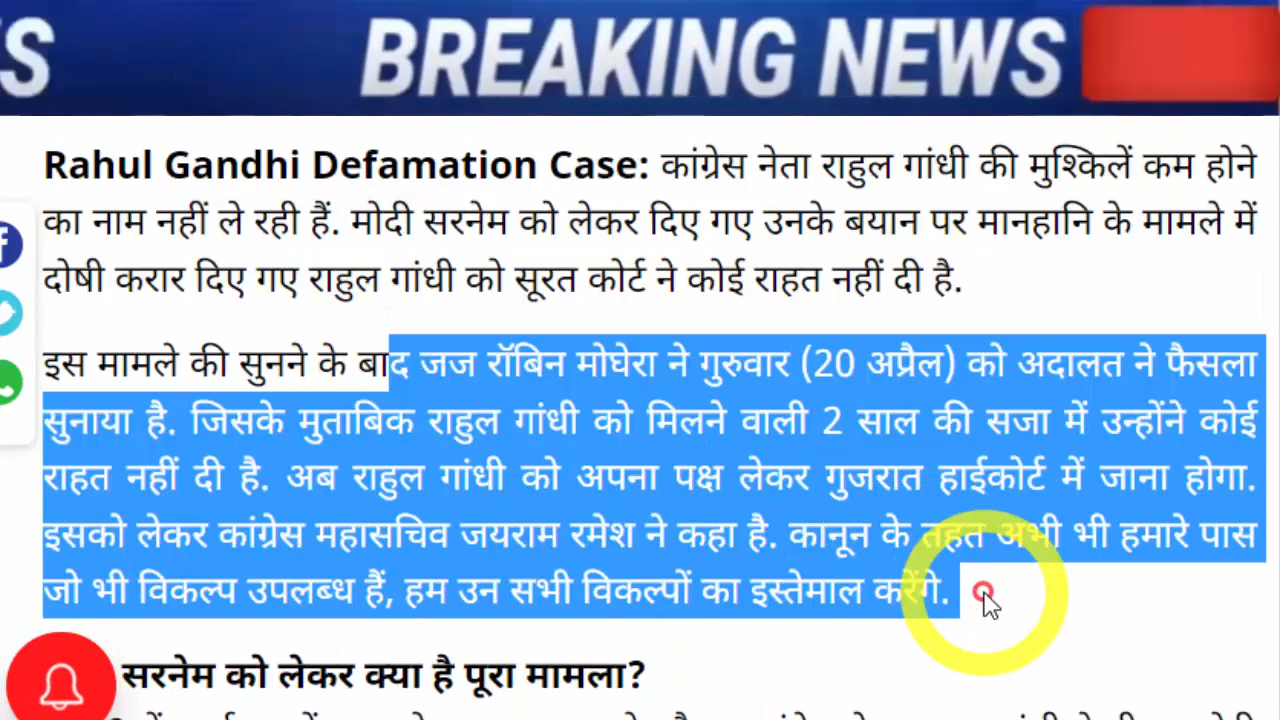 S BREAKING NEWS
Rahul Gandhi Defamation Case: कांग्रेस नेता राहुल गांधी की मुश्किलें कम होने
का नाम नहीं ले रही हैं. मोदी सरनेम को लेकर दिए गए उनके बयान पर मानहानि के मामले में
दोषी करार दिए गए राहुल गांधी को सूरत कोर्ट ने कोई राहत नहीं दी है.
इस मामले की सुनने के बाद जज रॉबिन मोघेरा ने गुरुवार (20 अप्रैल) को अदालत ने फैसला
सुनाया है. जिसके मुताबिक राहुल गांधी को मिलने वाली 2 साल की सजा में उन्होंने कोई
राहत नहीं दी है. अब राहुल गांधी को अपना पक्ष लेकर गुजरात हाईकोर्ट में जाना होगा.
इसको लेकर कांग्रेस महासचिव जयराम रमेश ने कहा है. कानून के तहत अभी भी हमारे पास
जो भी विकल्प उपलब्ध हैं, हम उन सभी विकल्पों का इस्तेमाल करेंगे.
सरनेम को लेकर क्या है पूरा मामला?